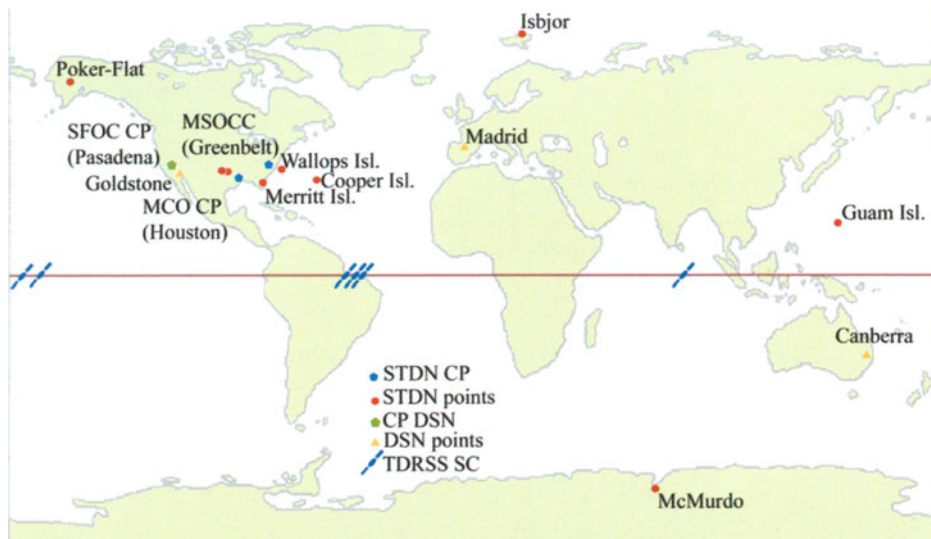 Isbjor
Poker-Flat
SFOC CP
(Pasadena)
Goldstone
MSOCC
(Greenbelt)
Madrid
Wallops Isl.
Cooper Isl.
Merritt Isl.
MCO CP
(Houston)
Guam Isl.
Canberra
STDN CP
STDN points
CP DSN
DSN points
TDRSS SC
McMurdo